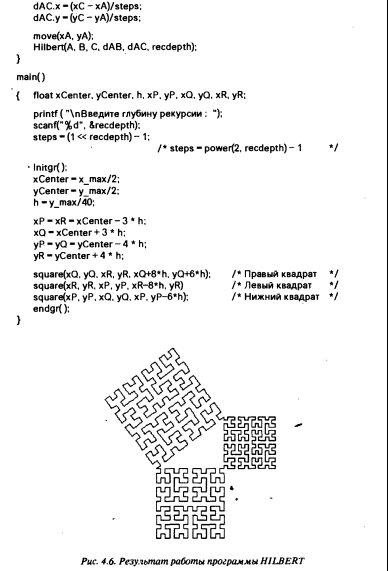 dAC.x = (xC − xA)/steps;
dAC.y = (yC − yA)/steps;
move(xA, yA);
Hilbert(A, B, C, dAB, dAC, recdepth);
}
main()
{ float xCenter, yCenter, h, xP, yP, xQ, yQ, xR, yR;
printf ( "\nВведите глубину рекурсии : ");
scanf("%d", &recdepth);
steps = (1 << recdepth) − 1;
/* steps = power(2, recdepth) − 1 */
Initgr();
xCenter = x_max/2;
yCenter = y_max/2;
h = y_max/40;
xP = xR = xCenter − 3 * h;
xQ = xCenter + 3 * h;
yP = yQ = yCenter − 4 * h;
yR = yCenter + 4 * h;
square(xQ, yQ, xR, yR, xQ+8*h, yQ+6*h); /* Правый квадрат */
square(xR, yR, xP, yP, xR−8*h, yR) /* Левый квадрат */
square(xP, yP, xQ, yQ, xP, yP−6*h); /* Нижний квадрат */
endgr();
}
Рис. 4.6. Результат работы программы HILBERT